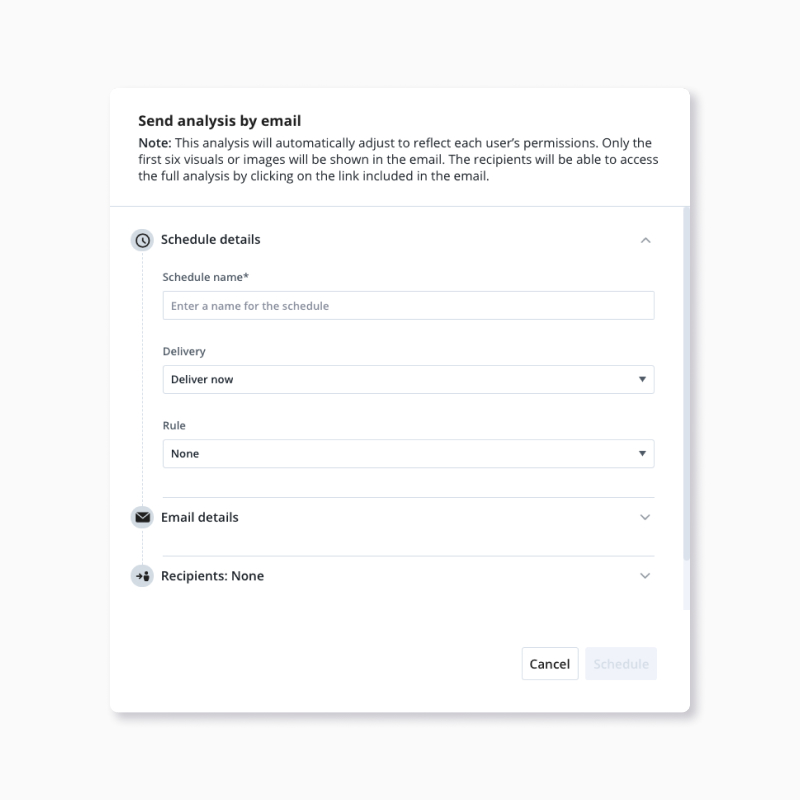 Send analysis by email
Note: This analysis will automatically adjust to reflect each user’s permissions. Only the
first six visuals or images will be shown in the email. The recipients will be able to access
the full analysis by clicking on the link included in the email.
Schedule details
Schedule name*
Enter a name for the schedule
Delivery
Deliver now
Rule
None
Email details
Recipients: None
Cancel
Schedule